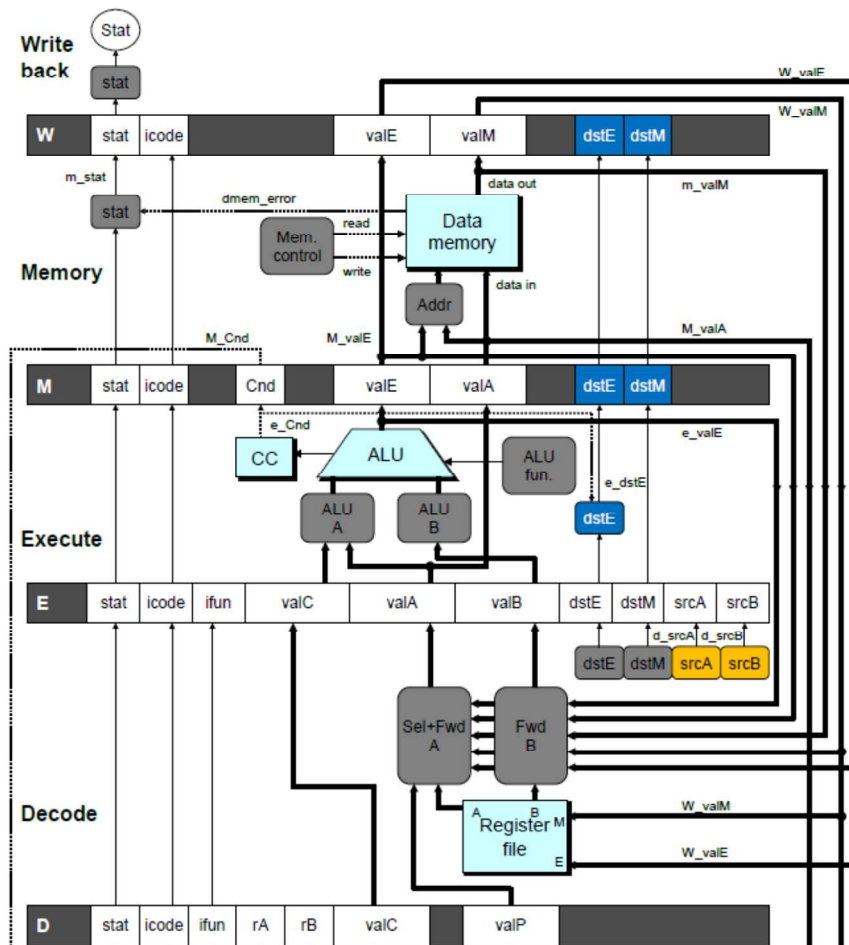 Stat
Write
back
stat
W_valE
W_valM
W stat icode valE valM dstE dstM
m_stat
data out
m_valM
dmem_error
stat
read
Mem.
control
write
Data
memory
Memory
data in
Addr
M_Cnd
M_valE
M_valA
M stat icode Cnd valE valA dstE dstM
e_Cnd
e_valE
CC
ALU
ALU
fun.
e_dstE
ALU
A
ALU
B
dstE
Execute
E stat icode ifun valC valA valB dstE dstM srcA srcB
d_srcA d_srcB
dstE dstM srcA srcB
Sel+Fwd
A
Fwd
B
Decode
A B
M
Register
file
E
W_valM
W_valE
D stat icode ifun rA rB valC valP